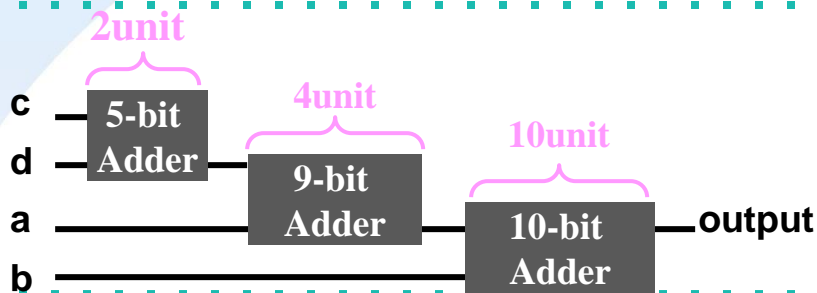 2unit
c
5-bit
Adder
4unit
d
9-bit
Adder
10unit
a
10-bit
Adder
output
b